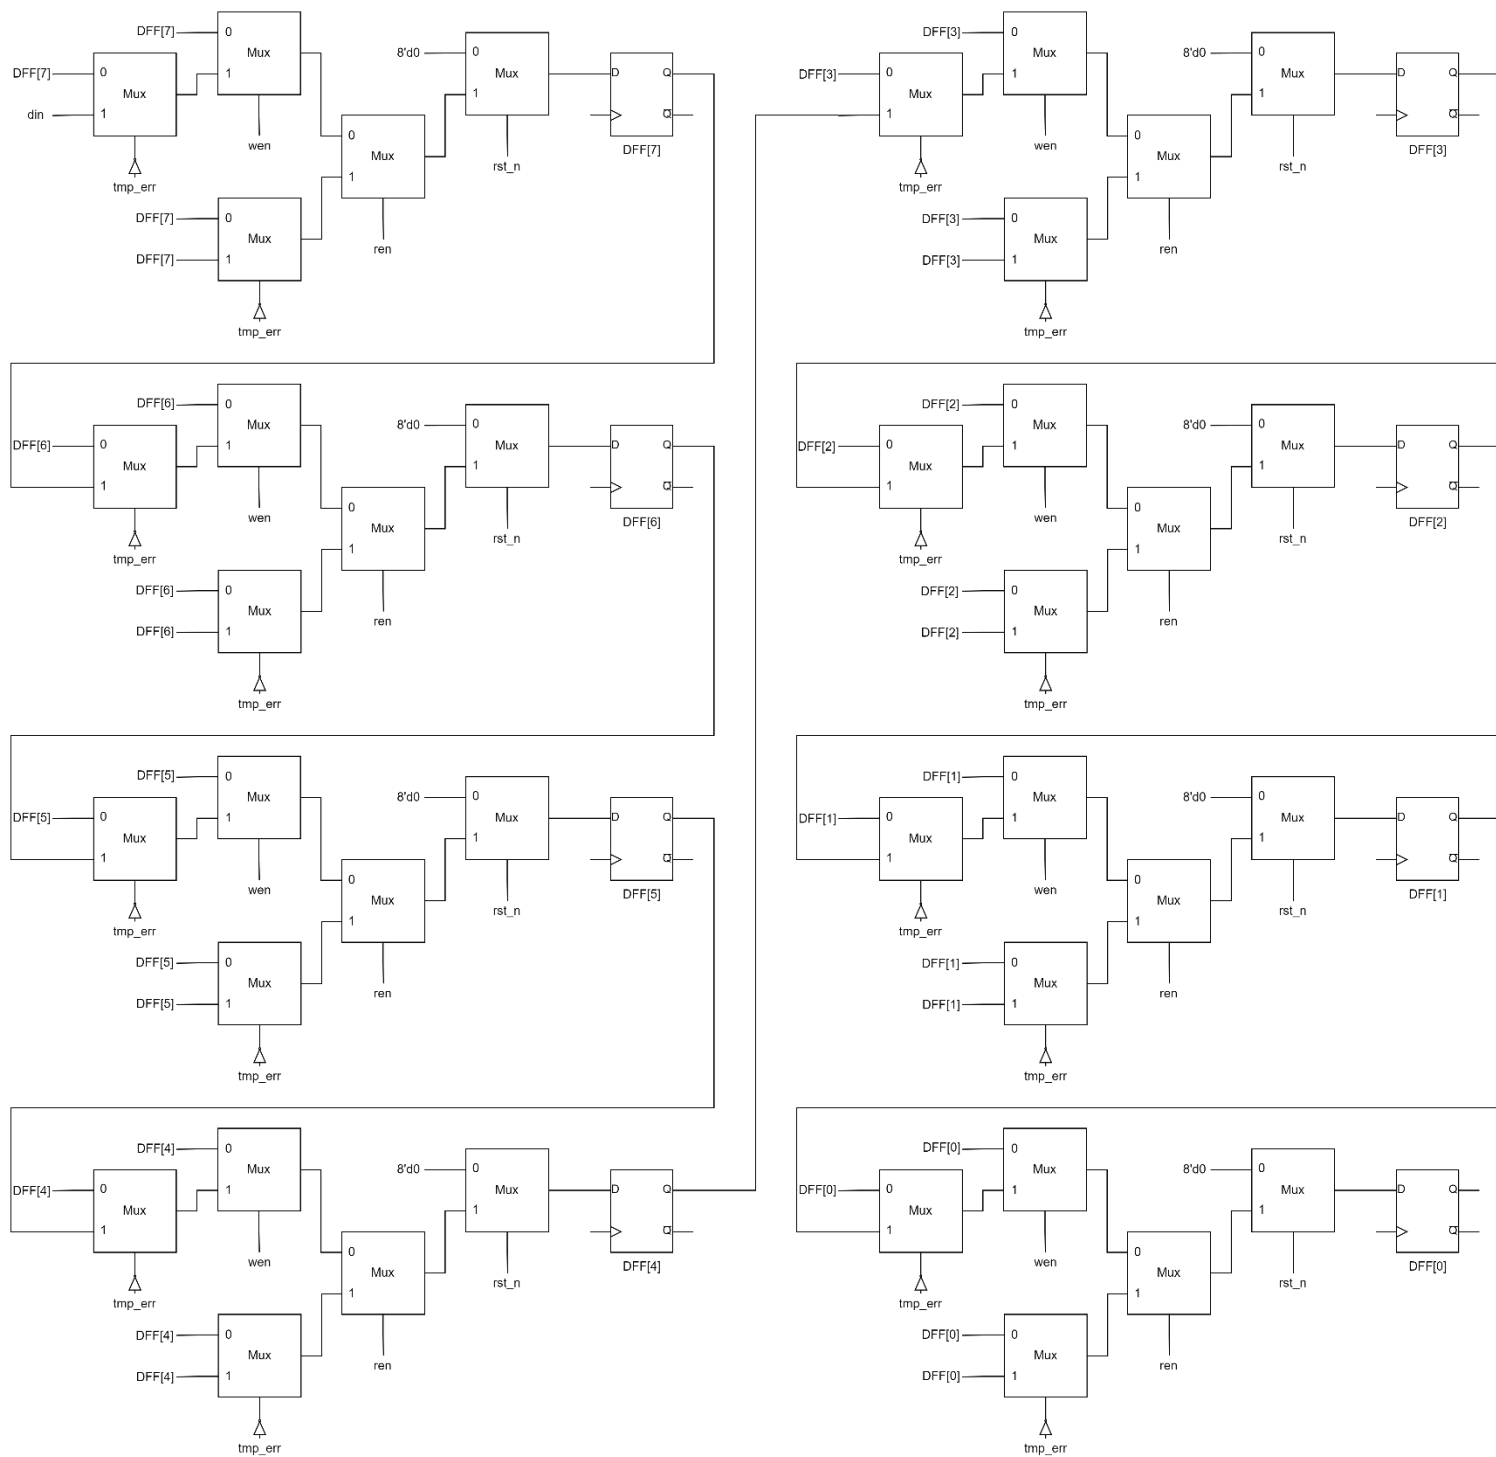 DFF[7] 0
Mux
DFF[7] 0 1
Mux
din 1
wen
tmp_err
8'd0 0
Mux
1
rst_n
D Q
Q
DFF[7]
0
Mux
1
ren
DFF[7] 0
Mux
DFF[7] 1
tmp_err
DFF[6] 0
Mux
DFF[6] 0 1
Mux
1
wen
tmp_err
8'd0 0
Mux
1
rst_n
D Q
Q
DFF[6]
0
Mux
1
ren
DFF[6] 0
Mux
DFF[6] 1
tmp_err
DFF[5] 0
Mux
DFF[5] 0 1
Mux
1
wen
tmp_err
8'd0 0
Mux
1
rst_n
D Q
Q
DFF[5]
0
Mux
1
ren
DFF[5] 0
Mux
DFF[5] 1
tmp_err
DFF[4] 0
Mux
DFF[4] 0 1
Mux
1
wen
tmp_err
8'd0 0
Mux
1
rst_n
D Q
Q
DFF[4]
0
Mux
1
ren
DFF[4] 0
Mux
DFF[4] 1
tmp_err
DFF[3] 0
Mux
DFF[3] 0 1
Mux
1
wen
tmp_err
8'd0 0
Mux
1
rst_n
D Q
Q
DFF[3]
0
Mux
1
ren
DFF[3] 0
Mux
DFF[3] 1
tmp_err
DFF[2] 0
Mux
DFF[2] 0 1
Mux
1
wen
tmp_err
8'd0 0
Mux
1
rst_n
D Q
Q
DFF[2]
0
Mux
1
ren
DFF[2] 0
Mux
DFF[2] 1
tmp_err
DFF[1] 0
Mux
DFF[1] 0 1
Mux
1
wen
tmp_err
8'd0 0
Mux
1
rst_n
D Q
Q
DFF[1]
0
Mux
1
ren
DFF[1] 0
Mux
DFF[1] 1
tmp_err
DFF[0] 0
Mux
DFF[0] 0 1
Mux
1
wen
tmp_err
8'd0 0
Mux
1
rst_n
D Q
Q
DFF[0]
0
Mux
1
ren
DFF[0] 0
Mux
DFF[0] 1
tmp_err